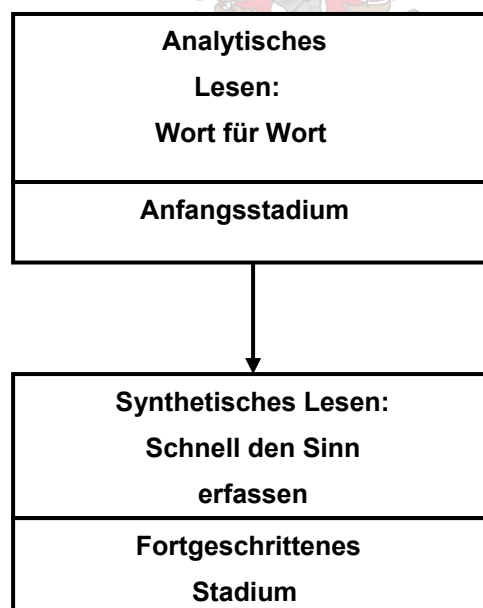 Analytisches
Lesen:
Wort für Wort
Anfangsstadium
Synthetisches Lesen:
Schnell den Sinn
erfassen
Fortgeschrittenes
Stadium